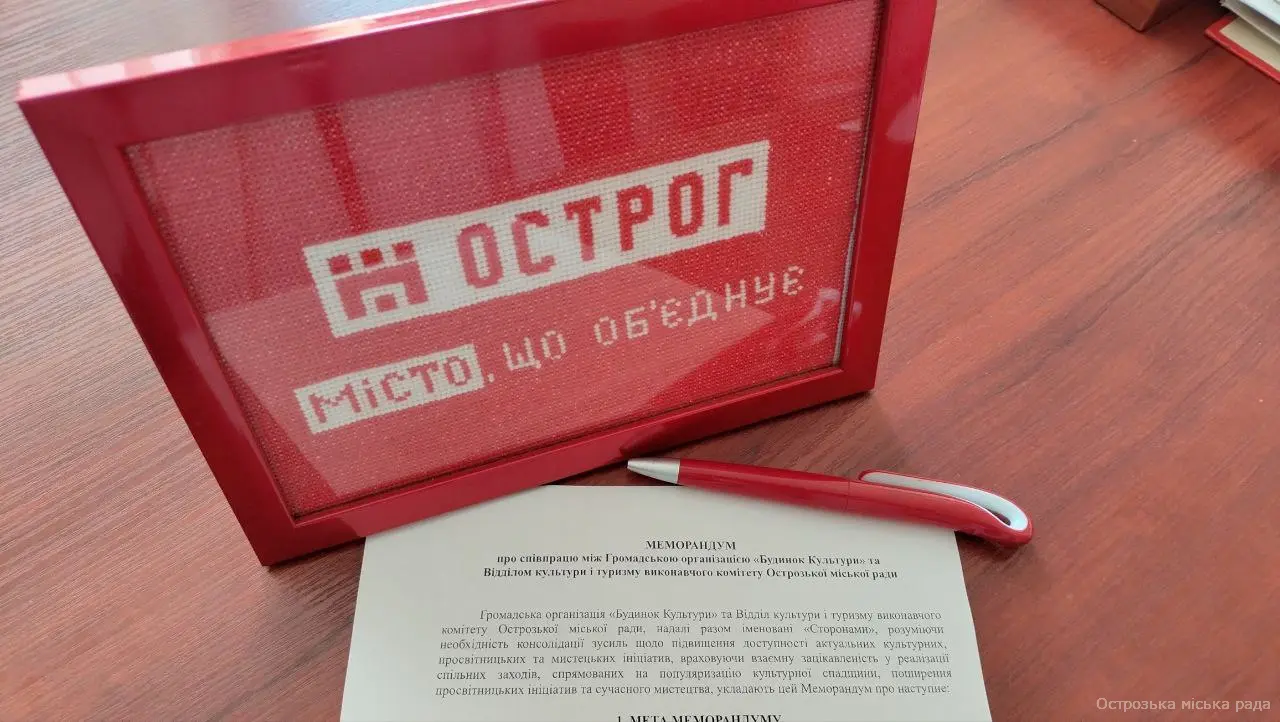 ОСТРОГ
МІСТО, ЩО ОБ'ЄДНУЄ
МЕМОРАНДУМ
про співпрацю між Громадською організацією «Будинок Культури» та
Відділом культури і туризму виконавчого комітету Острозької міської ради
Громадська організація «Будинок Культури» та Відділ культури і туризму виконавчого
комітету Острозької міської ради, надалі разом іменовані «Сторонами», розуміючи
необхідність консолідації зусиль щодо підвищення доступності актуальних культурних,
просвітницьких та мистецьких ініціатив, враховуючи взаємну зацікавленість у реалізації
спільних заходів, спрямованих на популяризацію культурної спадщини, поширення
просвітницьких ініціатив та сучасного мистецтва, укладають цей Меморандум про наступне:
1. МЕТА МЕМОРАНДУМУ
Острозька міська рада